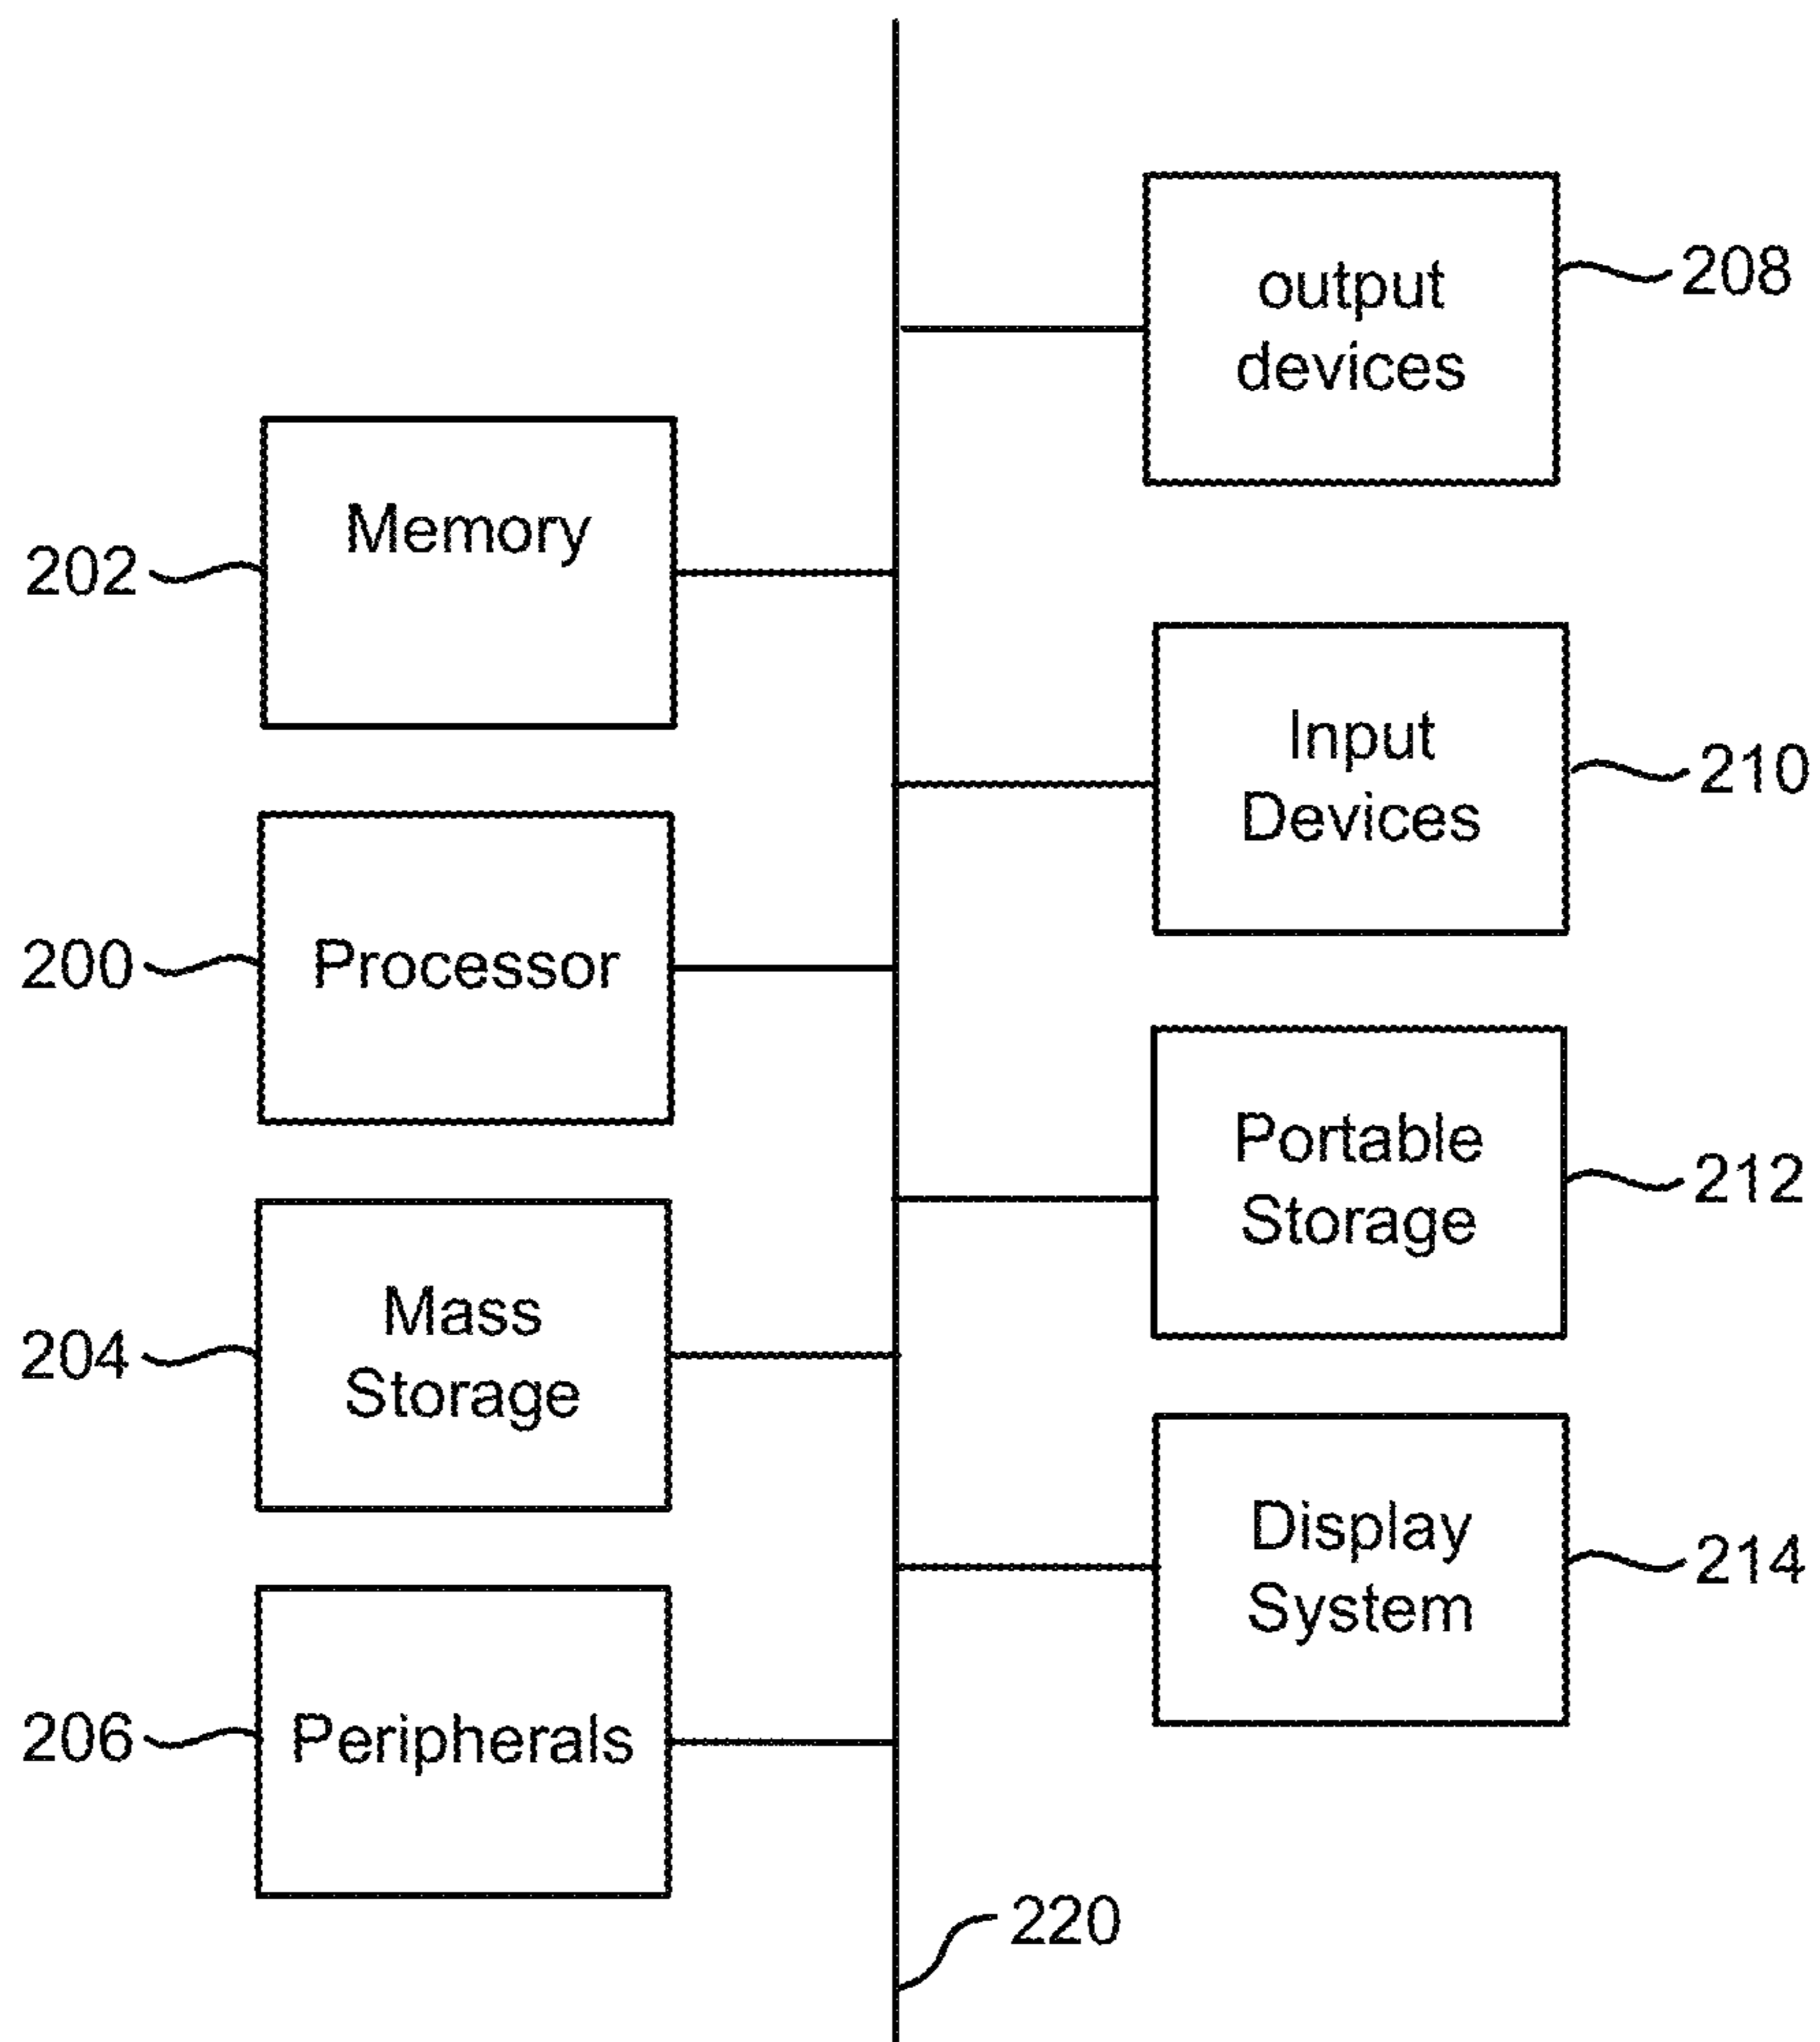 output
devices
208
Memory
202
Input
Devices
210
200
Processor
Portable
Storage
212
Mass
Storage
204
Display
System
214
206
Peripherals
220